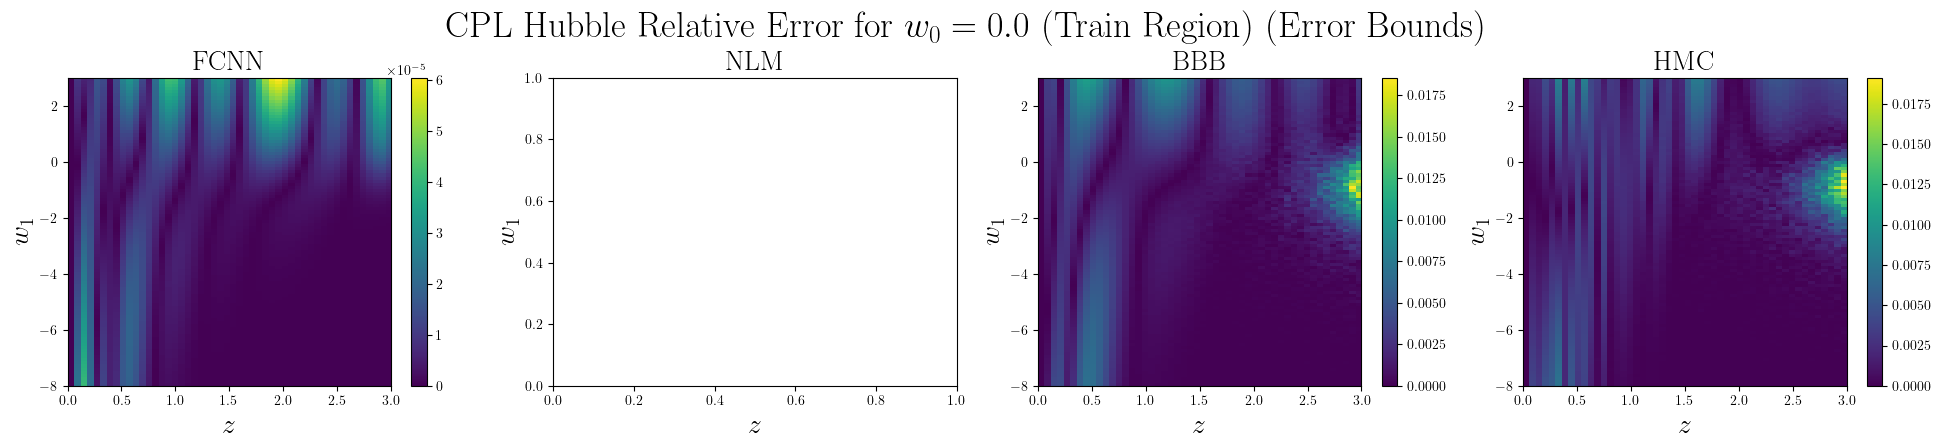 CPL Hubble Relative Error for $w_0 = 0.0$ (Train Region) (Error Bounds)
FCNN
×10⁻⁵
2
0
−2
−4
−6
−8
w₁
0.0 0.5 1.0 1.5 2.0 2.5 3.0
z
6
5
4
3
2
1
0
NLM
1.0
0.8
0.6
0.4
0.2
0.0
w₁
0.0 0.2 0.4 0.6 0.8 1.0
z
BBB
2
0
−2
−4
−6
−8
w₁
0.0 0.5 1.0 1.5 2.0 2.5 3.0
z
0.0175
0.0150
0.0125
0.0100
0.0075
0.0050
0.0025
0.0000
HMC
2
0
−2
−4
−6
−8
w₁
0.0 0.5 1.0 1.5 2.0 2.5 3.0
z
0.0175
0.0150
0.0125
0.0100
0.0075
0.0050
0.0025
0.0000